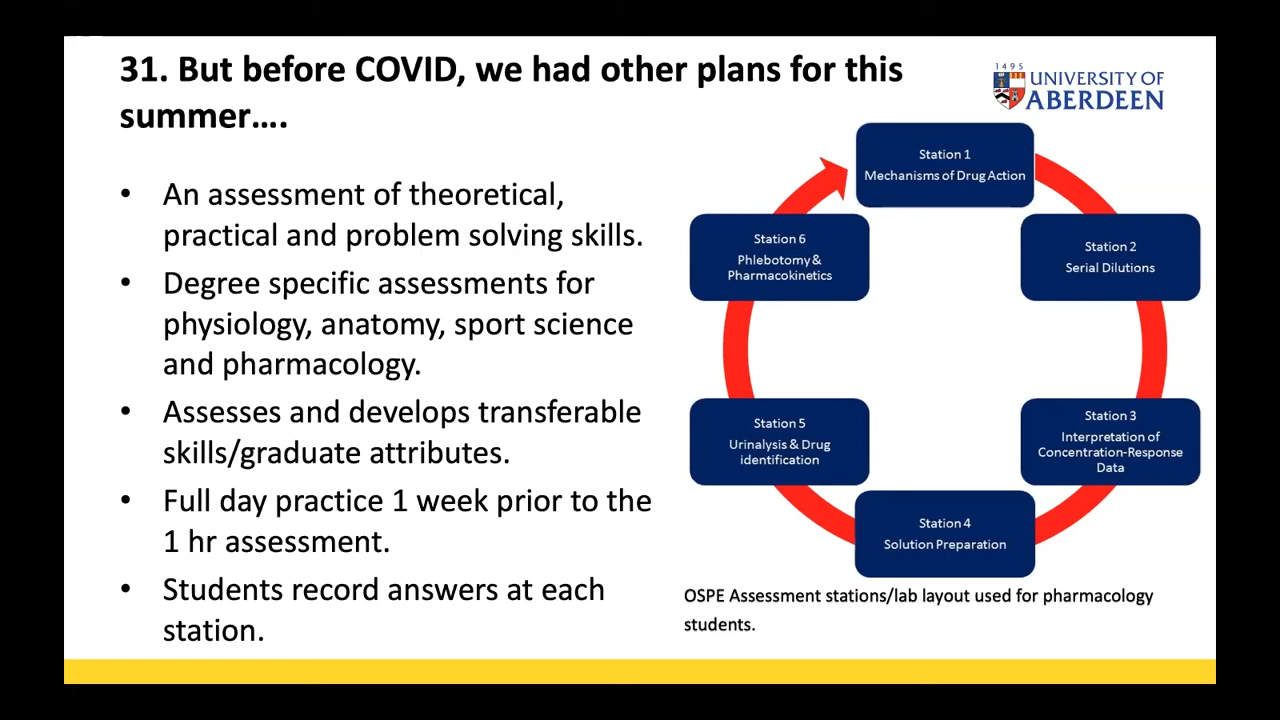 31. But before COVID, we had other plans for this
summer….
1495
UNIVERSITY OF
ABERDEEN
• An assessment of theoretical,
practical and problem solving skills.
• Degree specific assessments for
physiology, anatomy, sport science
and pharmacology.
• Assesses and develops transferable
skills/graduate attributes.
• Full day practice 1 week prior to the
1 hr assessment.
• Students record answers at each
station.
Station 1
Mechanisms of Drug Action
Station 2
Serial Dilutions
Station 3
Interpretation of
Concentration-Response
Data
Station 4
Solution Preparation
Station 5
Urinalysis & Drug
identification
Station 6
Phlebotomy &
Pharmacokinetics
OSPE Assessment stations/lab layout used for pharmacology
students.